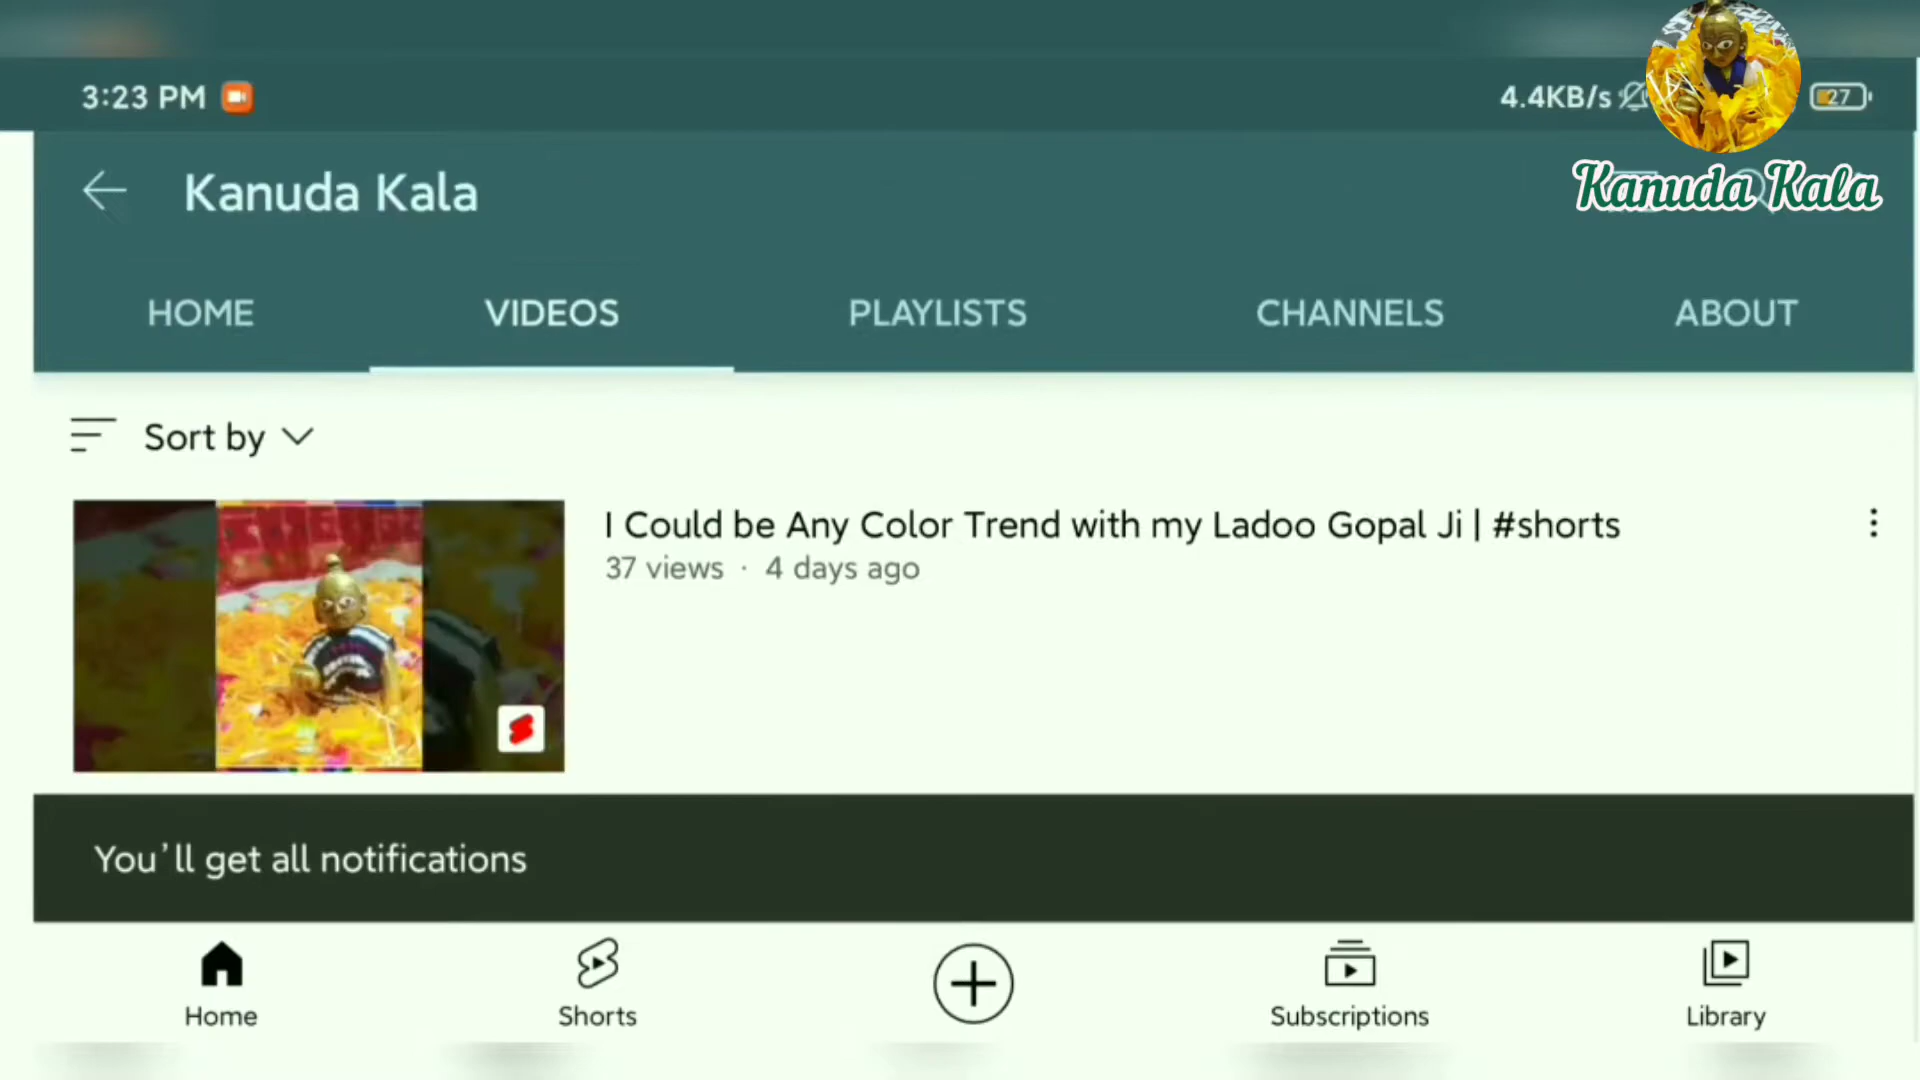 3:23 PM
4.4KB/s
27
Kanuda Kala
Kanuda Kala
HOME VIDEOS PLAYLISTS CHANNELS ABOUT
Sort by
I Could be Any Color Trend with my Ladoo Gopal Ji | #shorts
37 views · 4 days ago
You'll get all notifications
Home Shorts Subscriptions Library